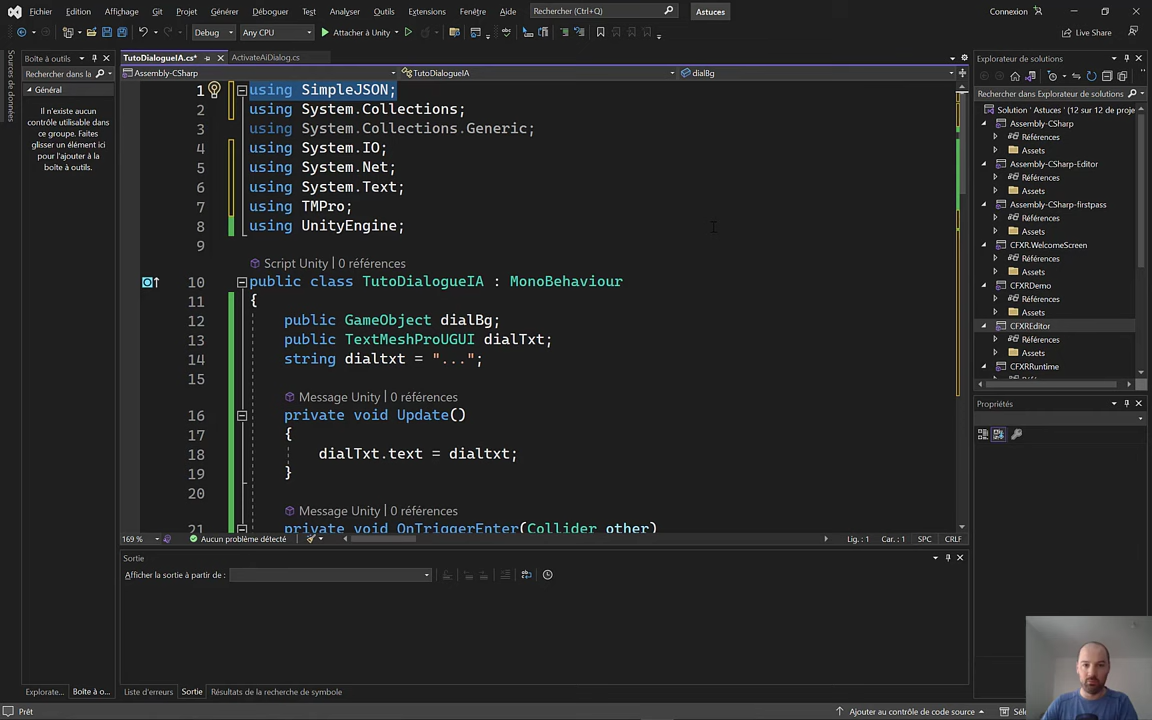 Fichier Edition Affichage Git Projet Générer Déboguer Test Analyser Outils Extensions Fenêtre Aide Rechercher (Ctrl+Q) Astuces Connexion
Debug Any CPU Attacher à Unity Live Share
Sources de données
Boîte à outils
Rechercher dans la
Général
Il n'existe aucun
contrôle utilisable
dans ce groupe. Faites
glisser un élément ici
pour l'ajouter à la
boîte à outils.
Explorate...
Boîte à o...
TutoDialogueIA.cs*
ActivateAiDialog.cs
Assembly-CSharp
TutoDialogueIA
dialBg
1 using SimpleJSON;
2 using System.Collections;
3 using System.Collections.Generic;
4 using System.IO;
5 using System.Net;
6 using System.Text;
7 using TMPro;
8 using UnityEngine;
9
Script Unity | 0 références
10 public class TutoDialogueIA : MonoBehaviour
11 {
12 public GameObject dialBg;
13 public TextMeshProUGUI dialTxt;
14 string dialtxt = "...";
15
Message Unity | 0 références
16 private void Update()
17 {
18 dialTxt.text = dialtxt;
19 }
20
Message Unity | 0 références
21 private void OnTriggerEnter(Collider other)
169 %
Aucun problème détecté
Lig. : 1
Car. : 1
SPC
CRLF
Sortie
Afficher la sortie à partir de :
Liste d'erreurs
Sortie
Résultats de la recherche de symbole
Explorateur de solutions
Rechercher dans Explorateur de solutions
Solution 'Astuces' (12 sur 12 de proje
Assembly-CSharp
Références
Assets
Assembly-CSharp-Editor
Références
Assets
Assembly-CSharp-firstpass
Références
Assets
CFXR.WelcomeScreen
Références
Assets
CFXRDemo
Références
Assets
CFXREditor
Références
Assets
CFXRRuntime
Propriétés
Prêt
Ajouter au contrôle de code source
Séle